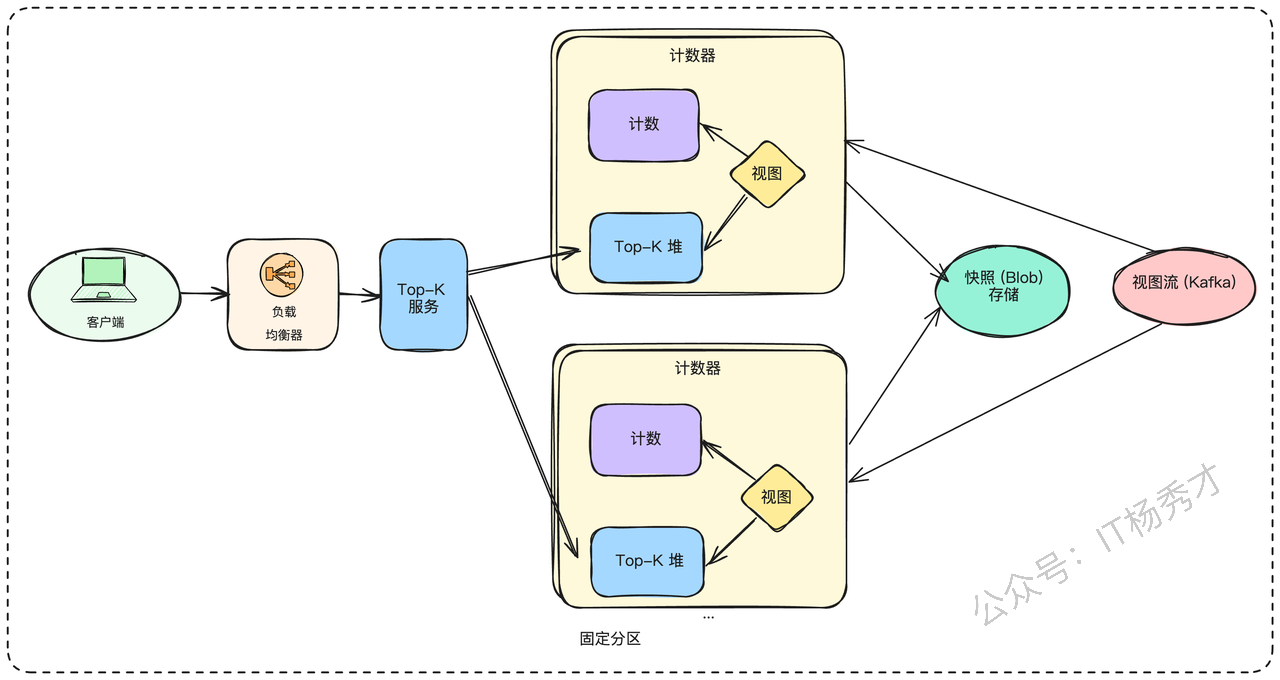 计数器
计数
视图
Top-K 堆
客户端
负载
均衡器
Top-K
服务
快照 (Blob)
存储
视图流 (Kafka)
计数器
计数
视图
Top-K 堆
...
固定分区
公众号：IT杨秀才